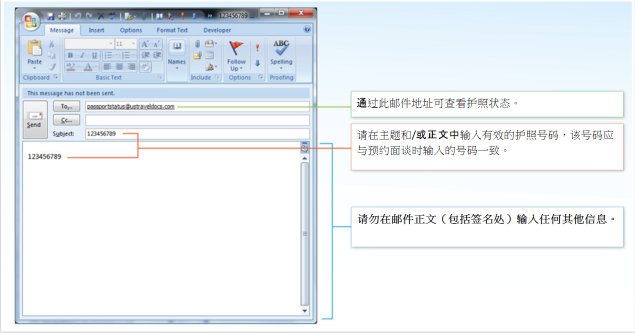 123456789
Message Insert Options Format Text Developer
11
Paste
Names
Follow Up
Spelling
Clipboard Basic Text Include Options Proofing
This message has not been sent.
Send
To... passportstatus@ustraveldocs.com
Cc...
Subject: 123456789
123456789
通过此邮件地址可查看护照状态。
请在主题和/或正文中输入有效的护照号码，该号码应
与预约面谈时输入的号码一致。
请勿在邮件正文（包括签名处）输入任何其他信息。